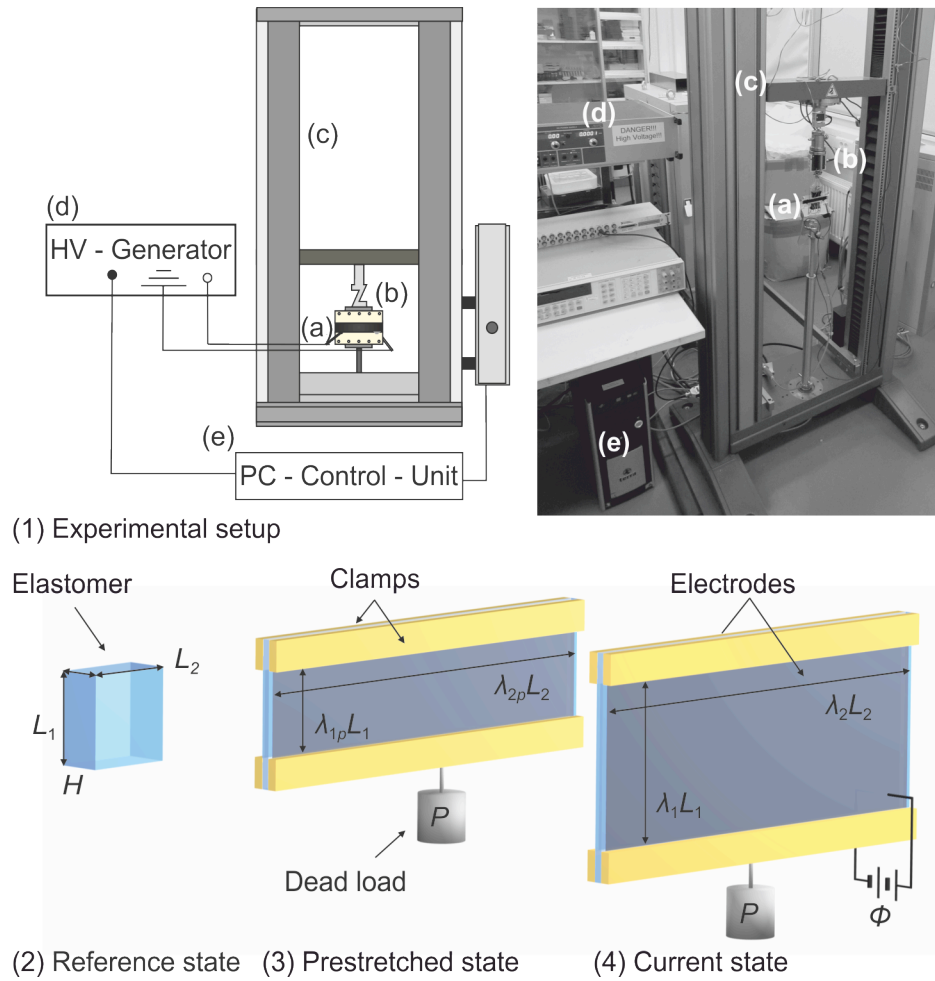 (c)
(d)
HV - Generator
(b)
(a)
(e)
PC - Control - Unit
(c)
(d)
DANGER!!!
High Voltage!!!
(b)
(a)
(e)
(1) Experimental setup
Elastomer
Clamps
Electrodes
L₂
L₁
H
λ₂ₚL₂
λ₁ₚL₁
P
Dead load
λ₂L₂
λ₁L₁
P
Φ
(2) Reference state
(3) Prestretched state
(4) Current state